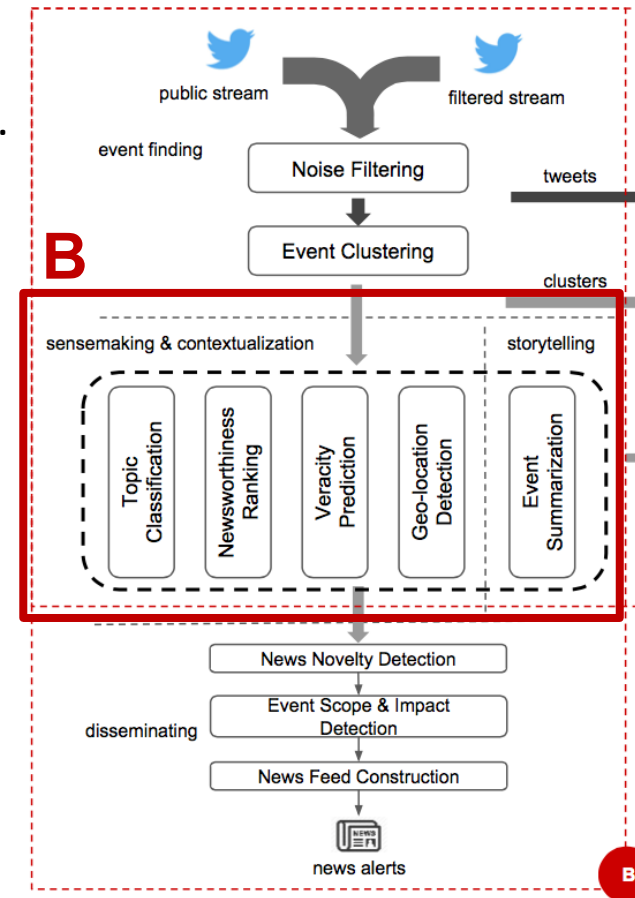 public stream
filtered stream
.
event finding
Noise Filtering
tweets
Event Clustering
B
clusters
sensemaking & contextualization
storytelling
Topic
Classification
Newsworthiness
Ranking
Veracity
Prediction
Geo-location
Detection
Event
Summarization
News Novelty Detection
Event Scope & Impact
Detection
disseminating
News Feed Construction
NEWS
news alerts
B